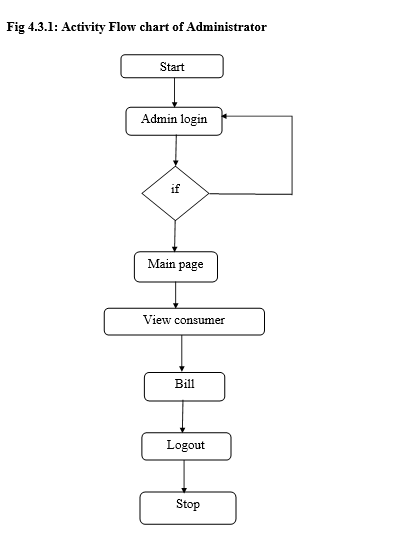 Fig 4.3.1: Activity Flow chart of Administrator
Start
Admin login
if
Main page
View consumer
Bill
Logout
Stop